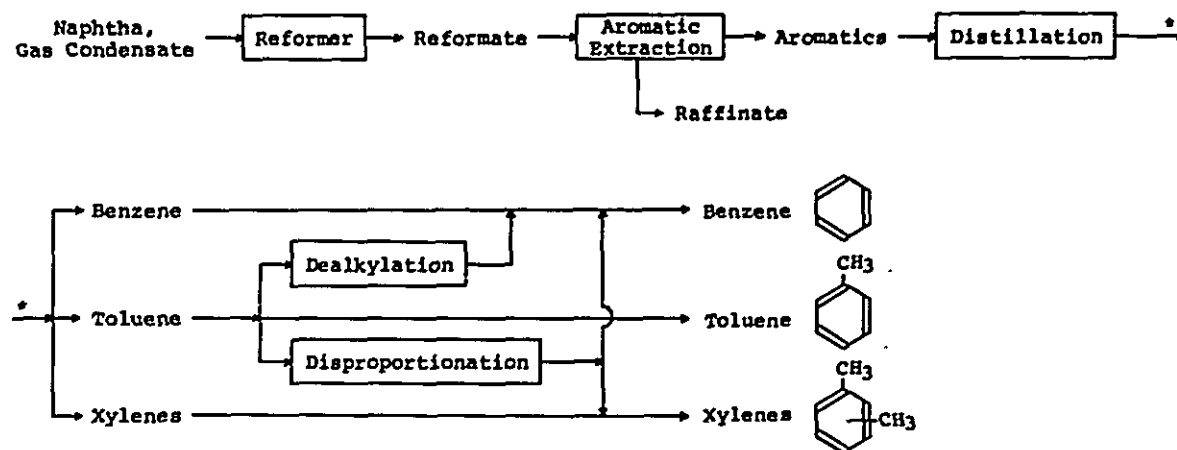 Naphtha,
Gas Condensate
Reformer
Reformate
Aromatic
Extraction
Aromatics
Distillation
*
Raffinate
Benzene
Benzene
Dealkylation
CH3
*
Toluene
Toluene
Disproportionation
CH3
Xylenes
Xylenes
CH3